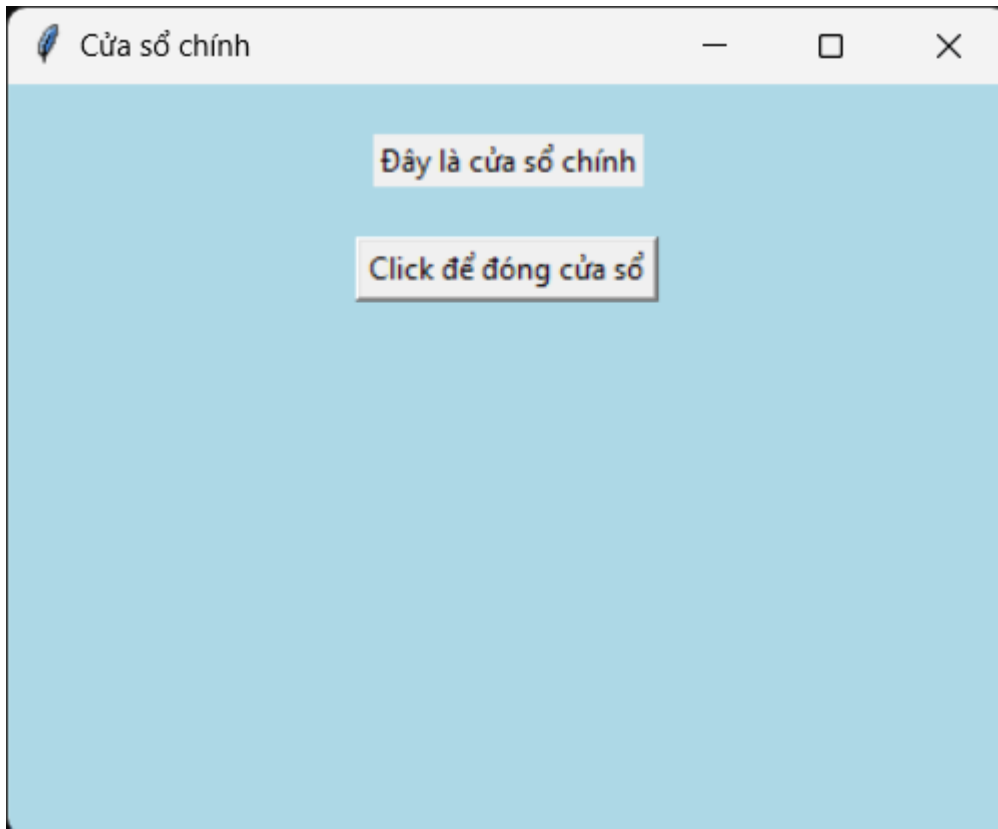 Cửa sổ chính
Đây là cửa sổ chính
Click để đóng cửa sổ